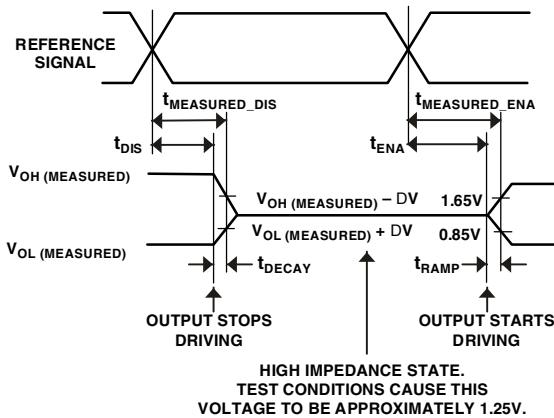 REFERENCE
SIGNAL
tMEASURED_DIS
tMEASURED_ENA
tDIS
tENA
VOH (MEASURED)
VOH (MEASURED) – DV
1.65V
VOL (MEASURED) + DV
0.85V
VOL (MEASURED)
tDECAY
tRAMP
OUTPUT STOPS
DRIVING
OUTPUT STARTS
DRIVING
HIGH IMPEDANCE STATE.
TEST CONDITIONS CAUSE THIS
VOLTAGE TO BE APPROXIMATELY 1.25V.